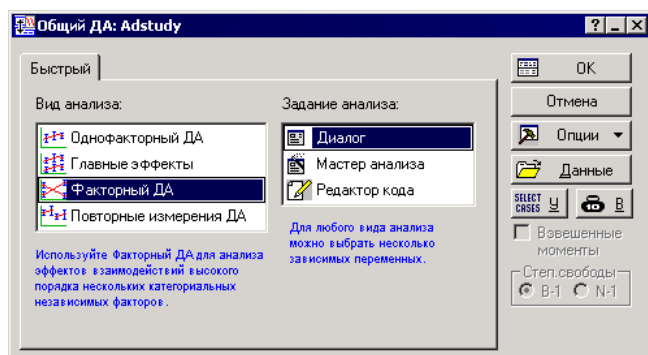 Общий ДА: Adstudy
Быстрый
Вид анализа:
Однофакторный ДА
Главные эффекты
Факторный ДА
Повторные измерения ДА
Используйте Факторный ДА для анализа
эффектов взаимодействий высокого
порядка нескольких категориальных
независимых факторов.
Задание анализа:
Диалог
Мастер анализа
Редактор кода
Для любого вида анализа
можно выбрать несколько
зависимых переменных.
OK
Отмена
Опции
Данные
SELECT CASES У
10 В
Взвешенные
моменты
Степ.свободы
В-1 N-1